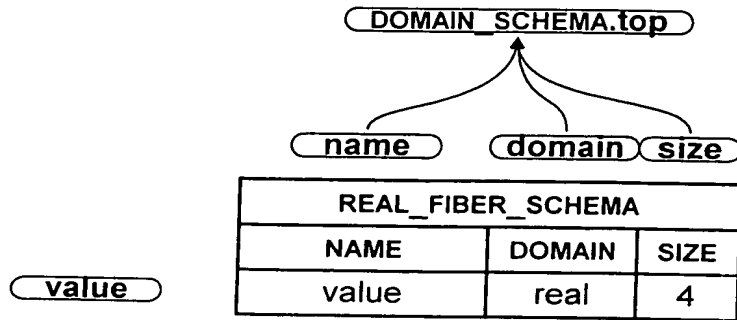 DOMAIN_SCHEMA.top
name domain size
REAL_FIBER_SCHEMA
NAME DOMAIN SIZE
value value real 4